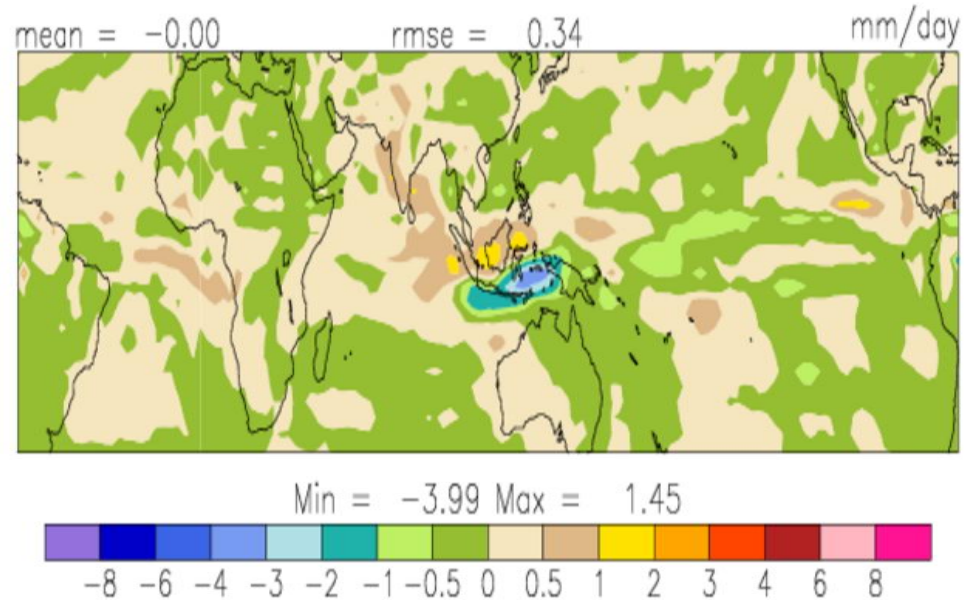 mean = -0.00 rmse = 0.34 mm/day
Min = -3.99 Max = 1.45
-8 -6 -4 -3 -2 -1 -0.5 0 0.5 1 2 3 4 6 8